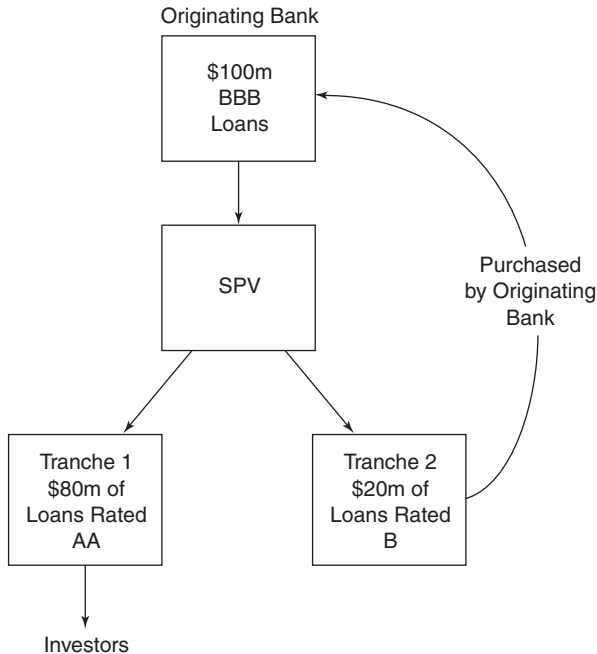 Originating Bank
$100m
BBB
Loans
SPV
Purchased
by Originating
Bank
Tranche 1
$80m of
Loans Rated
AA
Tranche 2
$20m of
Loans Rated
B
Investors